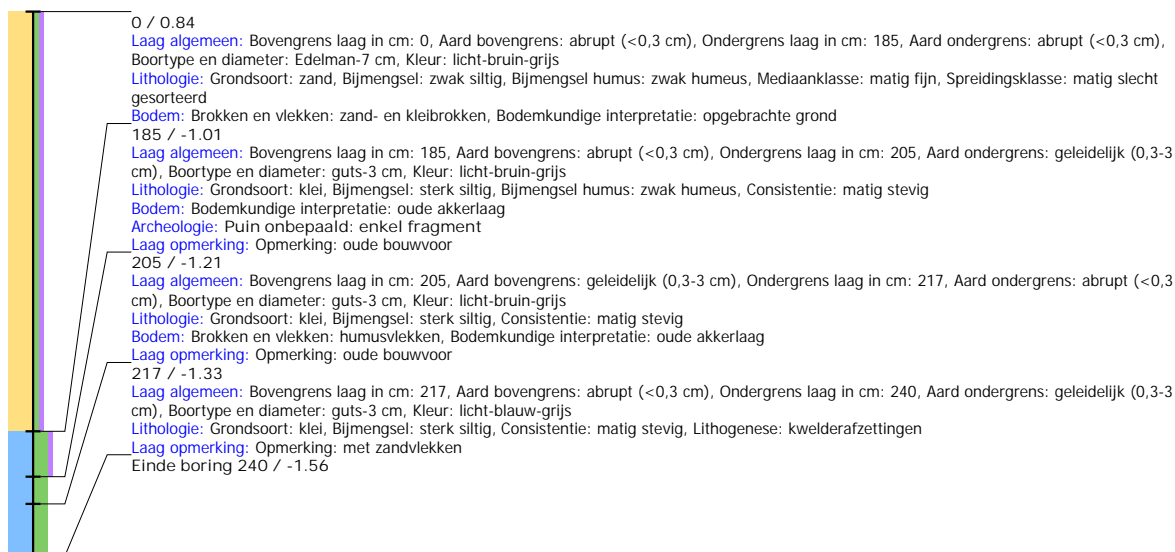 0 / 0.84
Laag algemeen: Bovengrens laag in cm: 0, Aard bovengrens: abrupt (<0,3 cm), Ondergrens laag in cm: 185, Aard ondergrens: abrupt (<0,3 cm),
Boortype en diameter: Edelman-7 cm, Kleur: licht-bruin-grijs
Lithologie: Grondsoort: zand, Bijmengsel: zwak siltig, Bijmengsel humus: zwak humeus, Mediaanklasse: matig fijn, Spreidingsklasse: matig slecht
gesorteerd
Bodem: Brokken en vlekken: zand- en kleibrokken, Bodemkundige interpretatie: opgebrachte grond
185 / -1.01
Laag algemeen: Bovengrens laag in cm: 185, Aard bovengrens: abrupt (<0,3 cm), Ondergrens laag in cm: 205, Aard ondergrens: geleidelijk (0,3-3
cm), Boortype en diameter: guts-3 cm, Kleur: licht-bruin-grijs
Lithologie: Grondsoort: klei, Bijmengsel: sterk siltig, Bijmengsel humus: zwak humeus, Consistentie: matig stevig
Bodem: Bodemkundige interpretatie: oude akkerlaag
Archeologie: Puin onbepaald: enkel fragment
Laag opmerking: Opmerking: oude bouwvoor
205 / -1.21
Laag algemeen: Bovengrens laag in cm: 205, Aard bovengrens: geleidelijk (0,3-3 cm), Ondergrens laag in cm: 217, Aard ondergrens: abrupt (<0,3
cm), Boortype en diameter: guts-3 cm, Kleur: licht-bruin-grijs
Lithologie: Grondsoort: klei, Bijmengsel: sterk siltig, Consistentie: matig stevig
Bodem: Brokken en vlekken: humusvlekken, Bodemkundige interpretatie: oude akkerlaag
Laag opmerking: Opmerking: oude bouwvoor
217 / -1.33
Laag algemeen: Bovengrens laag in cm: 217, Aard bovengrens: abrupt (<0,3 cm), Ondergrens laag in cm: 240, Aard ondergrens: geleidelijk (0,3-3
cm), Boortype en diameter: guts-3 cm, Kleur: licht-blauw-grijs
Lithologie: Grondsoort: klei, Bijmengsel: sterk siltig, Consistentie: matig stevig, Lithogenese: kwelderafzettingen
Laag opmerking: Opmerking: met zandvlekken
Einde boring 240 / -1.56